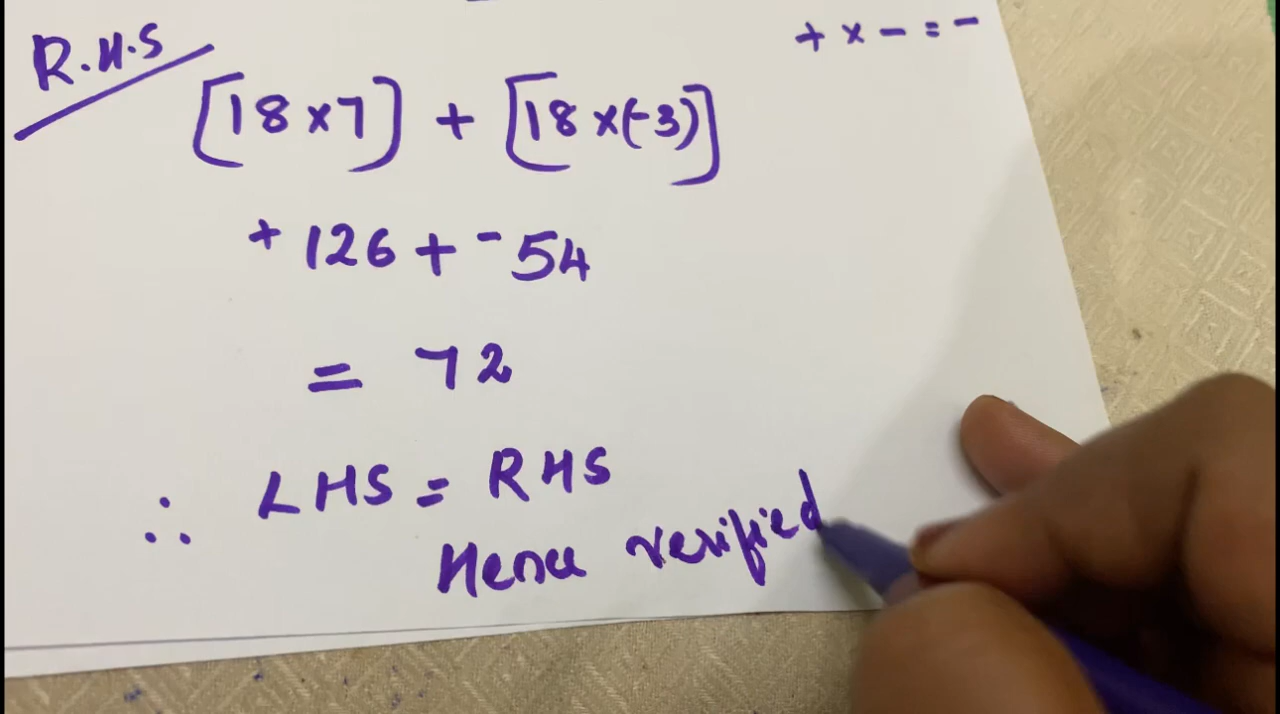 R.H.S
+ × - = -
[18×7] + [18×(-3)]
+126 + -54
= 72
∴ LHS = RHS
Hence verified